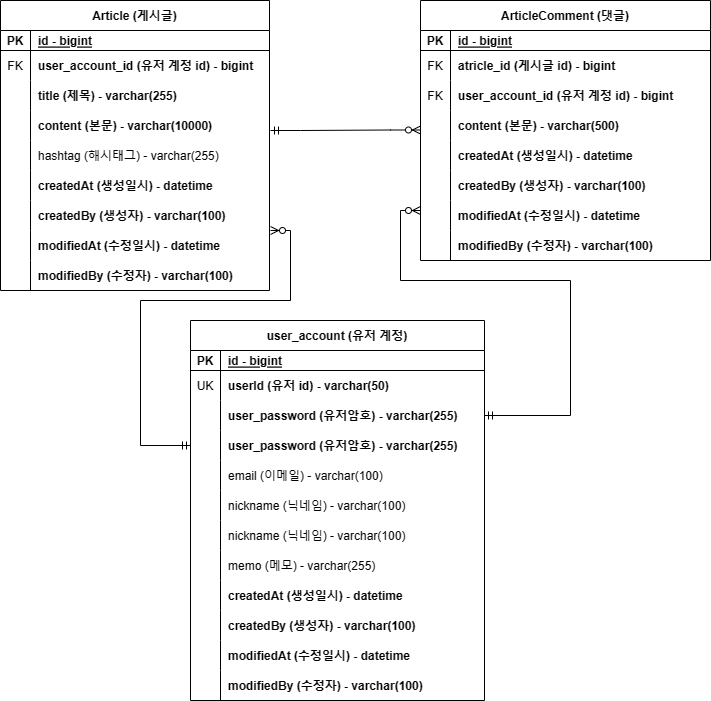 Article (게시글)
PK id - bigint
FK user_account_id (유저 계정 id) - bigint
title (제목) - varchar(255)
content (본문) - varchar(10000)
hashtag (해시태그) - varchar(255)
createdAt (생성일시) - datetime
createdBy (생성자) - varchar(100)
modifiedAt (수정일시) - datetime
modifiedBy (수정자) - varchar(100)
ArticleComment (댓글)
PK id - bigint
FK atricle_id (게시글 id) - bigint
FK user_account_id (유저 계정 id) - bigint
content (본문) - varchar(500)
createdAt (생성일시) - datetime
createdBy (생성자) - varchar(100)
modifiedAt (수정일시) - datetime
modifiedBy (수정자) - varchar(100)
user_account (유저 계정)
PK id - bigint
UK userId (유저 id) - varchar(50)
user_password (유저암호) - varchar(255)
user_password (유저암호) - varchar(255)
email (이메일) - varchar(100)
nickname (닉네임) - varchar(100)
nickname (닉네임) - varchar(100)
memo (메모) - varchar(255)
createdAt (생성일시) - datetime
createdBy (생성자) - varchar(100)
modifiedAt (수정일시) - datetime
modifiedBy (수정자) - varchar(100)